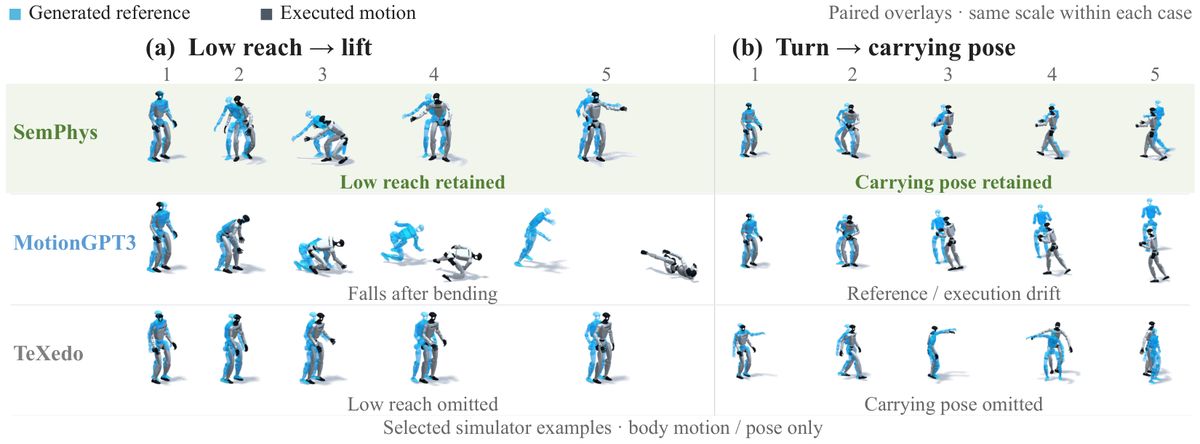 Generated reference Executed motion Paired overlays · same scale within each case
(a) Low reach → lift (b) Turn → carrying pose
1 2 3 4 5 1 2 3 4 5
SemPhys
Low reach retained Carrying pose retained
MotionGPT3
Falls after bending Reference / execution drift
TeXedo
Low reach omitted Carrying pose omitted
Selected simulator examples · body motion / pose only